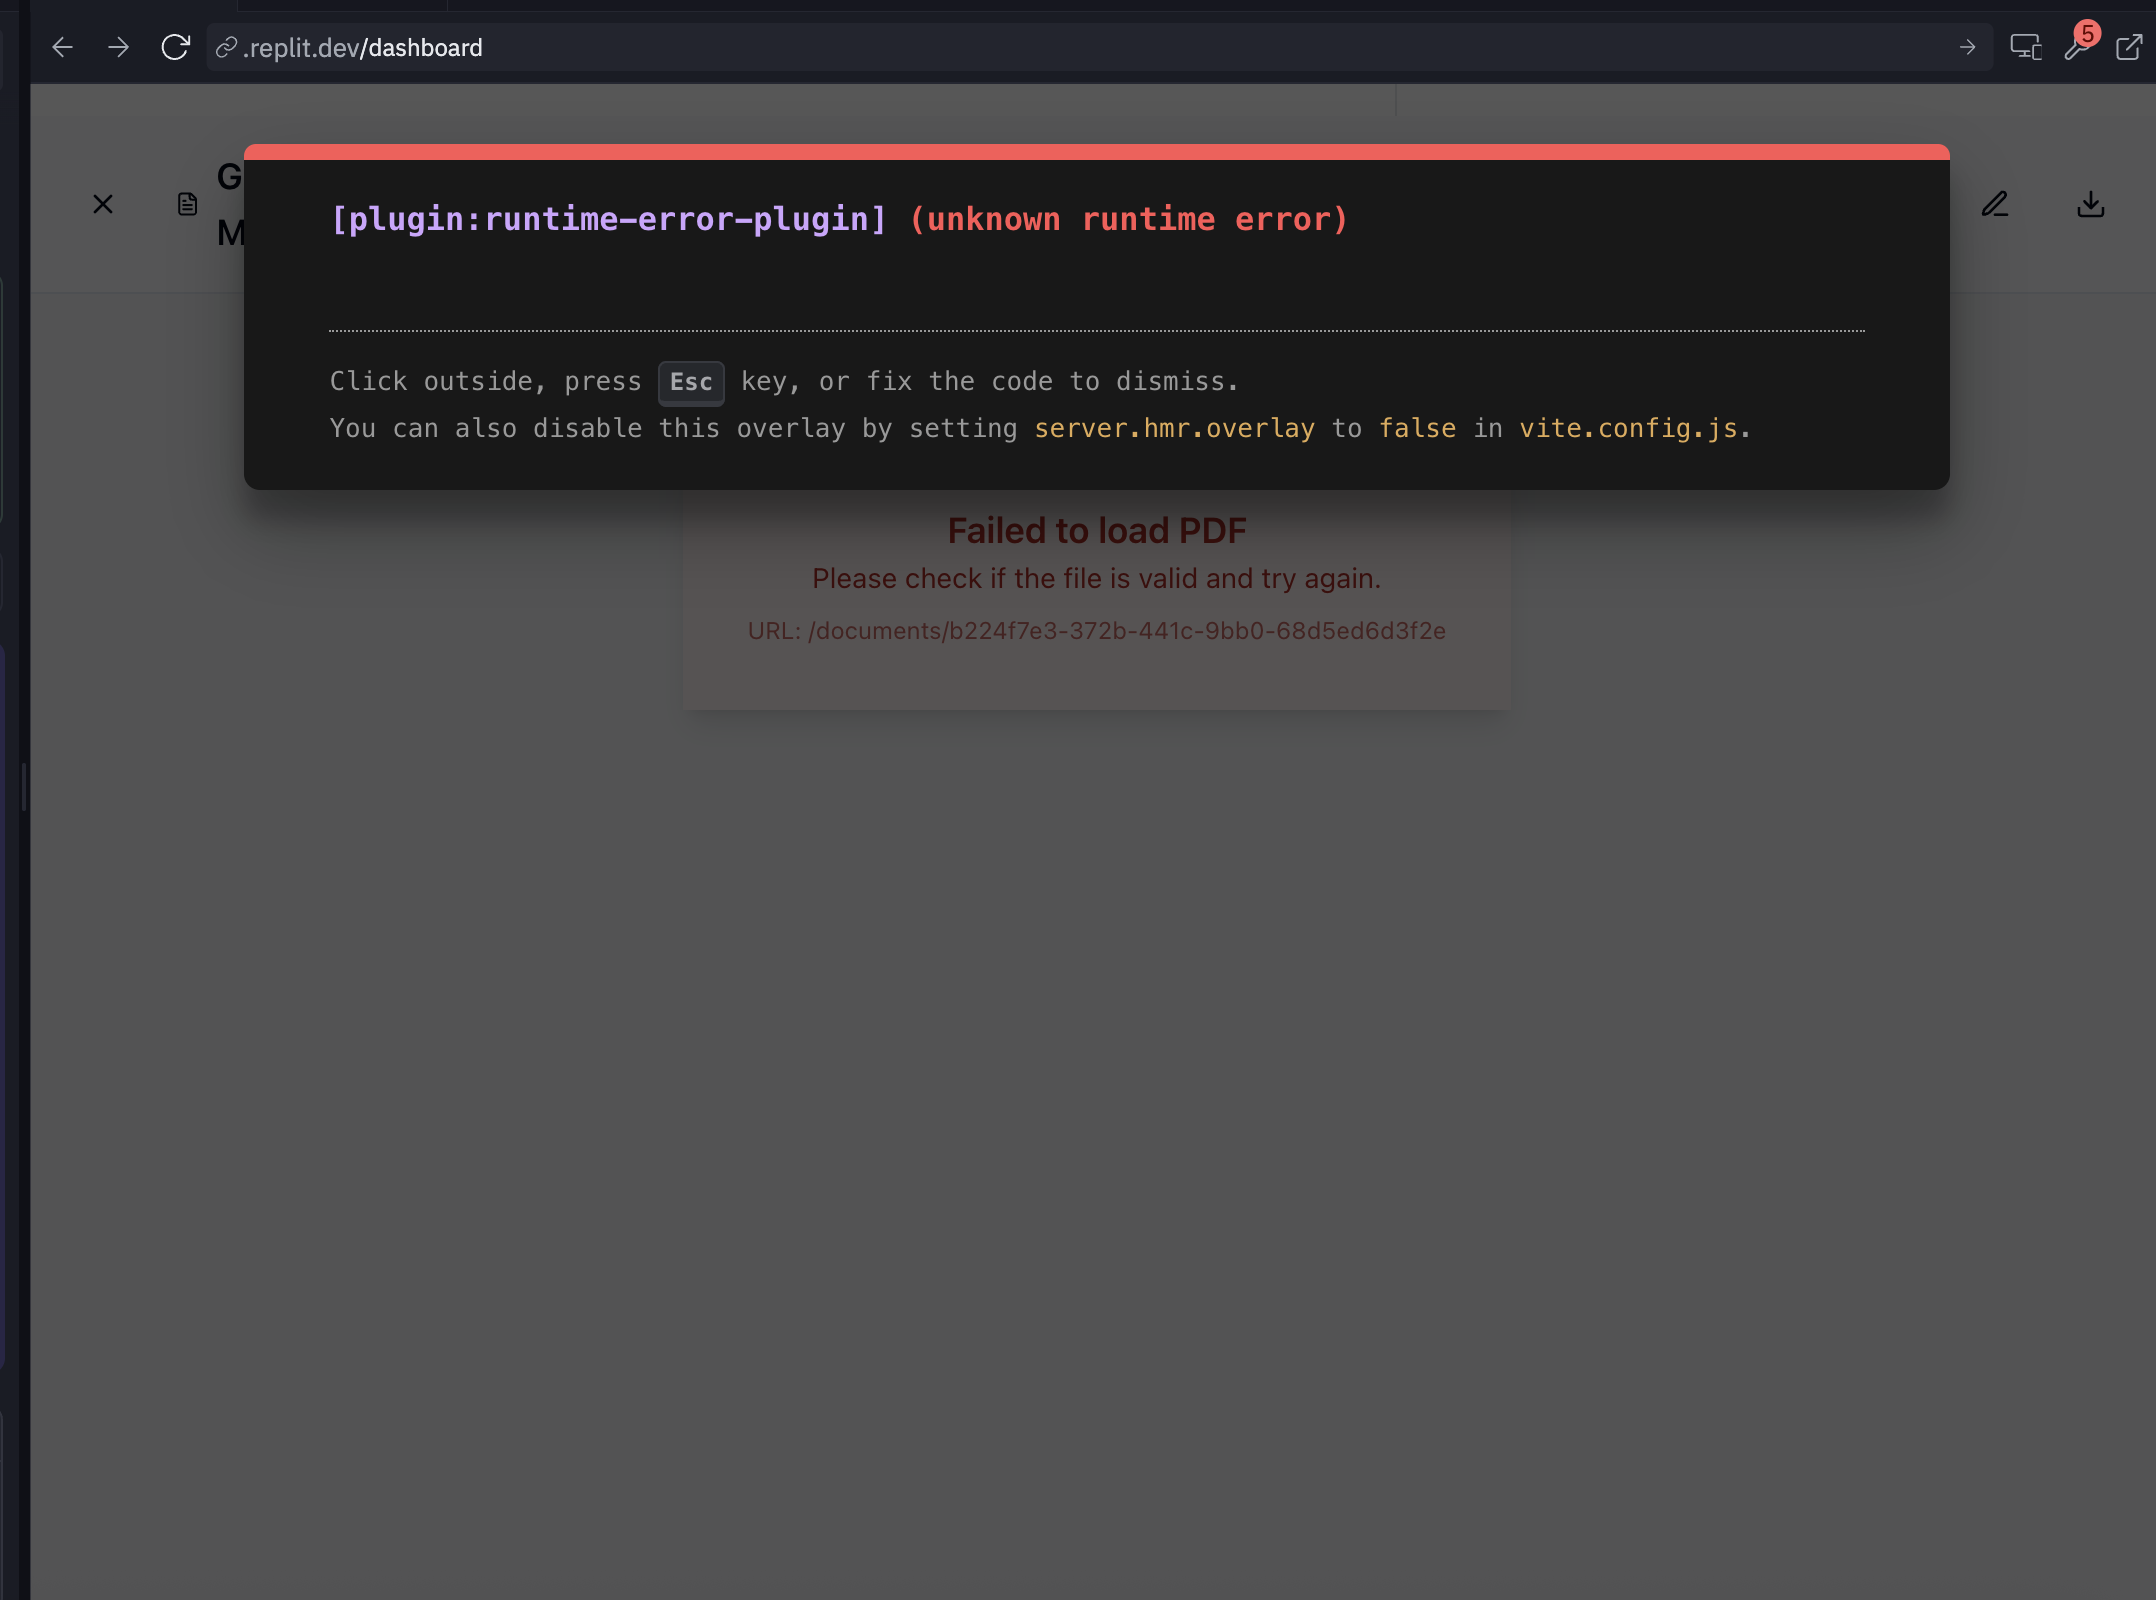 .replit.dev/dashboard
5
G
M
[plugin:runtime-error-plugin] (unknown runtime error)
Click outside, press Esc key, or fix the code to dismiss.
You can also disable this overlay by setting server.hmr.overlay to false in vite.config.js.
Failed to load PDF
Please check if the file is valid and try again.
URL: /documents/b224f7e3-372b-441c-9bb0-68d5ed6d3f2e